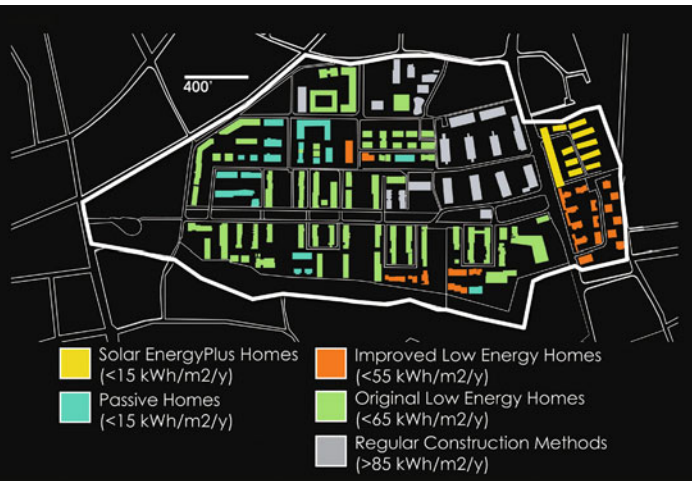 400'
Solar EnergyPlus Homes
(<15 kWh/m2/y)
Passive Homes
(<15 kWh/m2/y)
Improved Low Energy Homes
(<55 kWh/m2/y)
Original Low Energy Homes
(<65 kWh/m2/y)
Regular Construction Methods
(>85 kWh/m2/y)